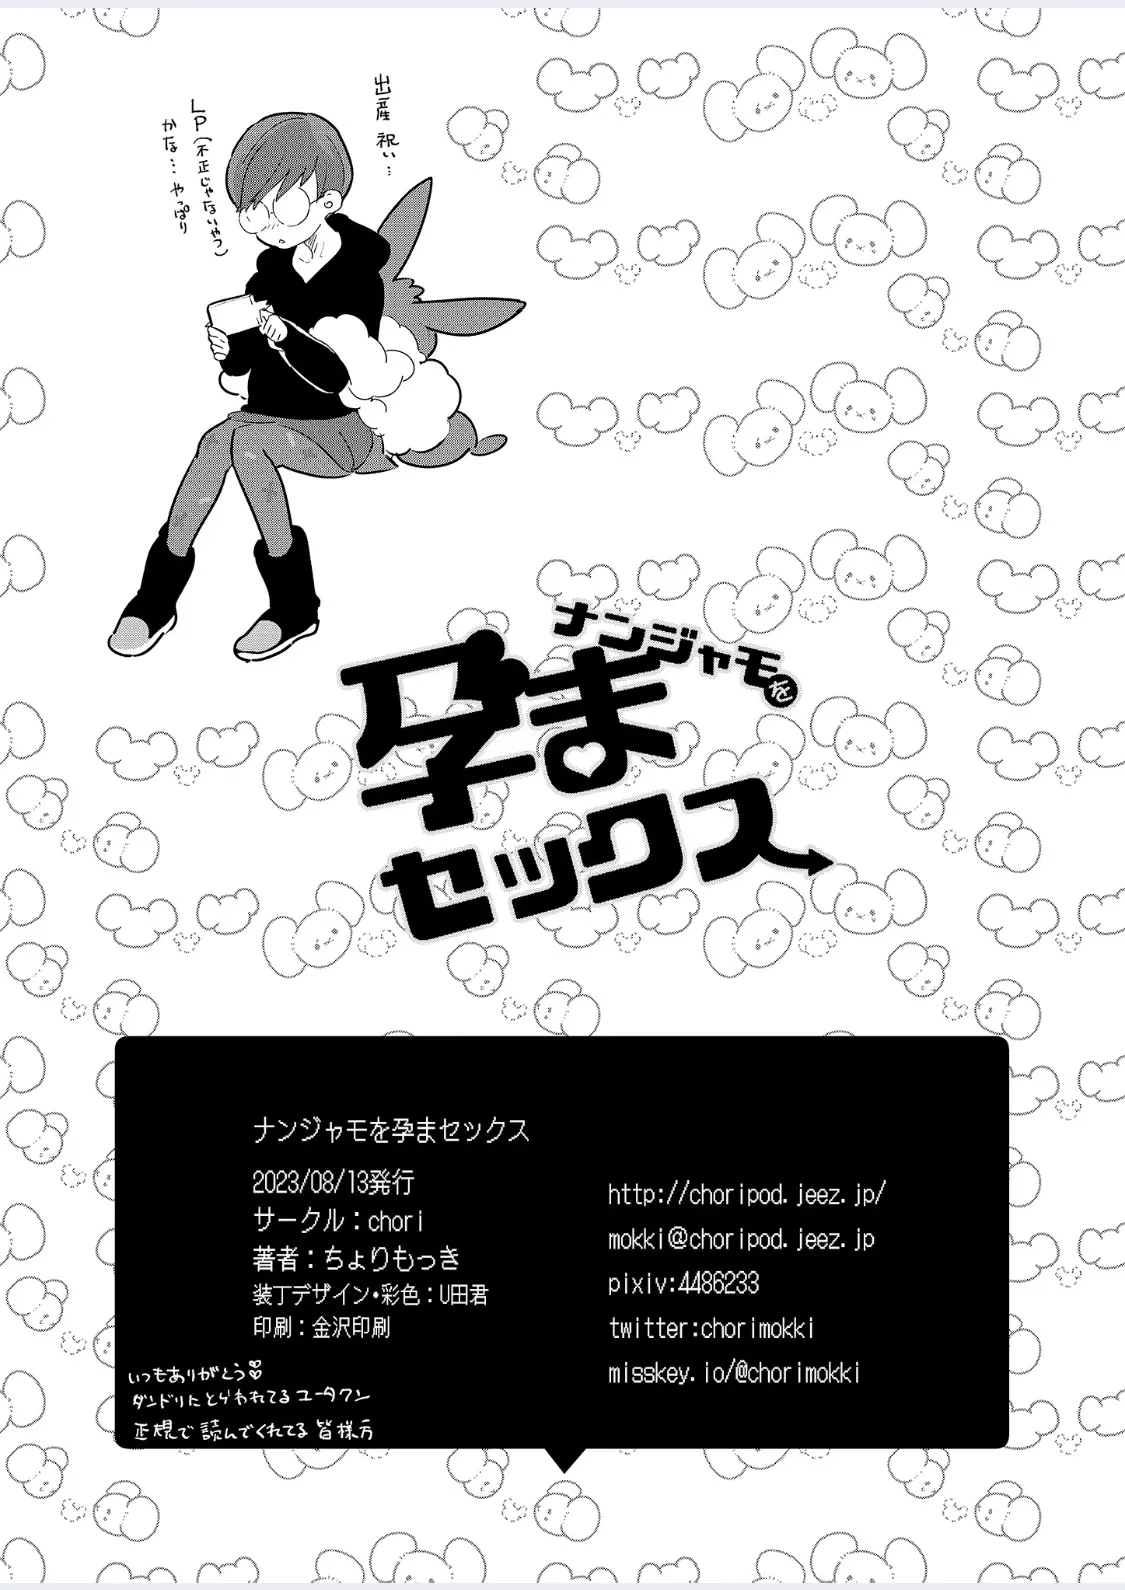 出産祝い…
LP(不正じゃないやつ)
かな…やっぱり
ナンジャモを
孕ま
セックス
ナンジャモを孕まセックス
2023/08/13発行
サークル：chori
著者：ちょりもっき
装丁デザイン・彩色：U田君
印刷：金沢印刷
http://choripod.jeez.jp/
mokki@choripod.jeez.jp
pixiv:4486233
twitter:chorimokki
misskey.io/@chorimokki
いつもありがとう♡
ダンドリにとらわれてるユータクン
正規で読んでくれてる皆様方